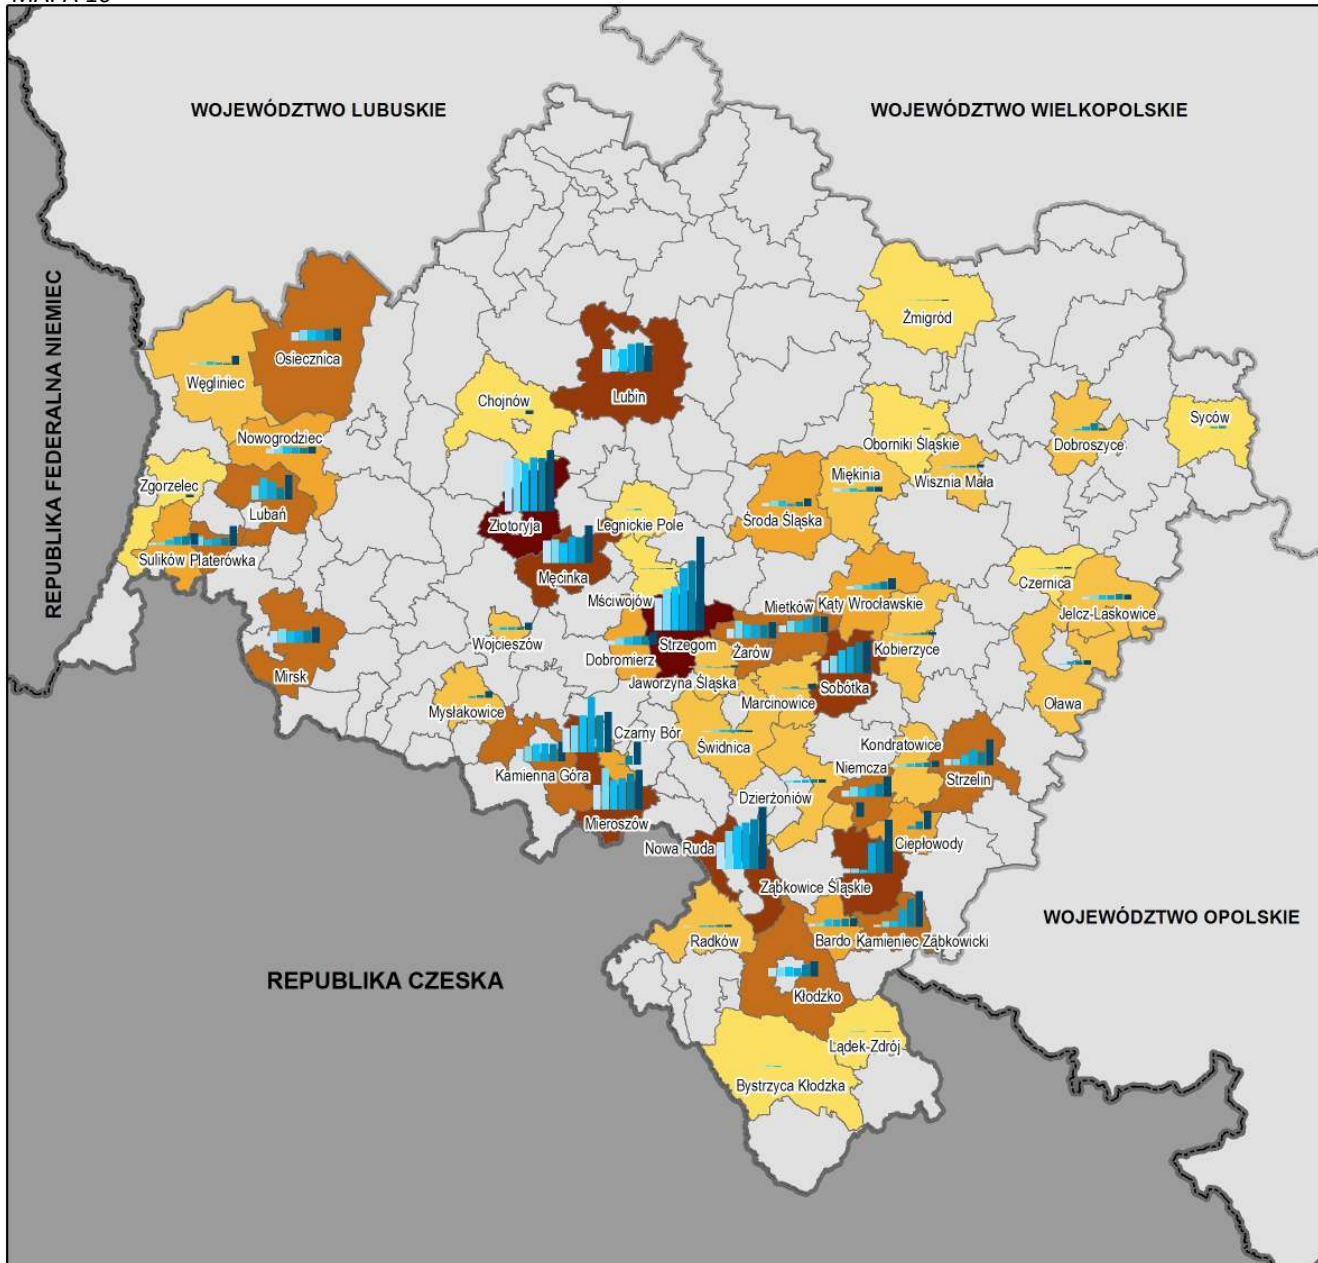 WOJEWÓDZTWO LUBUSKIE
WOJEWÓDZTWO WIELKOPOLSKIE
REPUBLIKA FEDERALNA NIEMIEC
Żmigród
Osiecznica
Węgliniec
Lubin
Chojnów
Syców
Nowogrodziec
Oborniki Śląskie
Dobroszyce
Zgorzelec
Miękinia
Wisznia Mała
Lubań
Środa Śląska
Złotoryja
Legnickie Pole
Sulików
Platerówka
Męcinka
Czernica
Mściwojów
Mietków
Kąty Wrocławskie
Jelcz-Laskowice
Wojcieszów
Dobromierz
Strzegom
Żarów
Kobierzyce
Mirsk
Jaworzyna Śląska
Sobótka
Marcinowice
Oława
Mysłakowice
Czarny Bór
Świdnica
Kondratowice
Kamienna Góra
Niemcza
Strzelin
Dzierżoniów
Mieroszów
Nowa Ruda
Ciepłowody
Ząbkowice Śląskie
WOJEWÓDZTWO OPOLSKIE
Radków
Bardo
Kamieniec Ząbkowicki
REPUBLIKA CZESKA
Kłodzko
Lądek-Zdrój
Bystrzyca Kłodzka